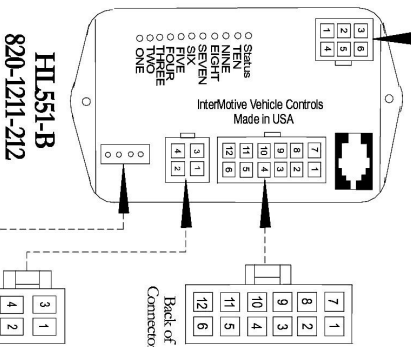 1 2 3
4 5 6
Status
TEN
NINE
EIGHT
SEVEN
SIX
FIVE
FOUR
THREE
TWO
ONE
InterMotive Vehicle Controls
Made in USA
HL551-B
820-1211-212
4 3
2 1
12 11 10 9 8 7
6 5 4 3 2 1
Back of
Connector
12 11 10 9 8 7
6 5 4 3 2 1
4 3
2 1